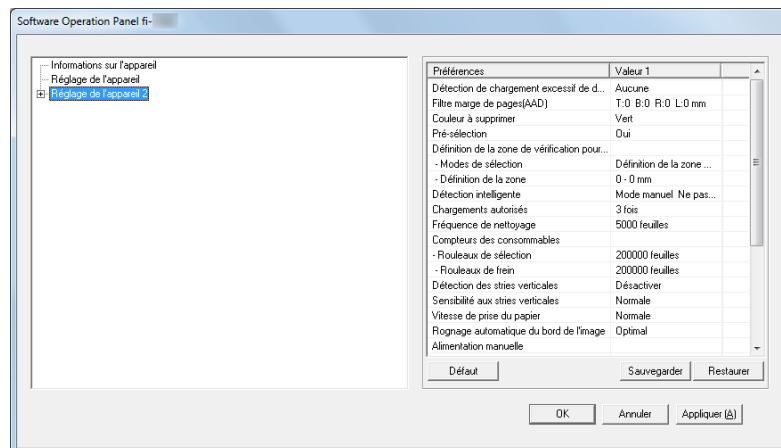 Software Operation Panel fi-
Informations sur l'appareil
Réglage de l'appareil
Réglage de l'appareil 2
Préférences Valeur 1
Détection de chargement excessif de d... Aucune
Filtre marge de pages(AAD) T:0 B:0 R:0 L:0 mm
Couleur à supprimer Vert
Pré-sélection Oui
Définition de la zone de vérification pour...
- Modes de sélection Définition de la zone ...
- Définition de la zone 0 - 0 mm
Détection intelligente Mode manuel Ne pas...
Chargements autorisés 3 fois
Fréquence de nettoyage 5000 feuilles
Compteurs des consommables
- Rouleaux de sélection 200000 feuilles
- Rouleaux de frein 200000 feuilles
Détection des stries verticales Désactiver
Sensibilité aux stries verticales Normale
Vitesse de prise du papier Normale
Rognage automatique du bord de l'image Optimal
Alimentation manuelle
Défaut Sauvegarder Restaurer
OK Annuler Appliquer (A)